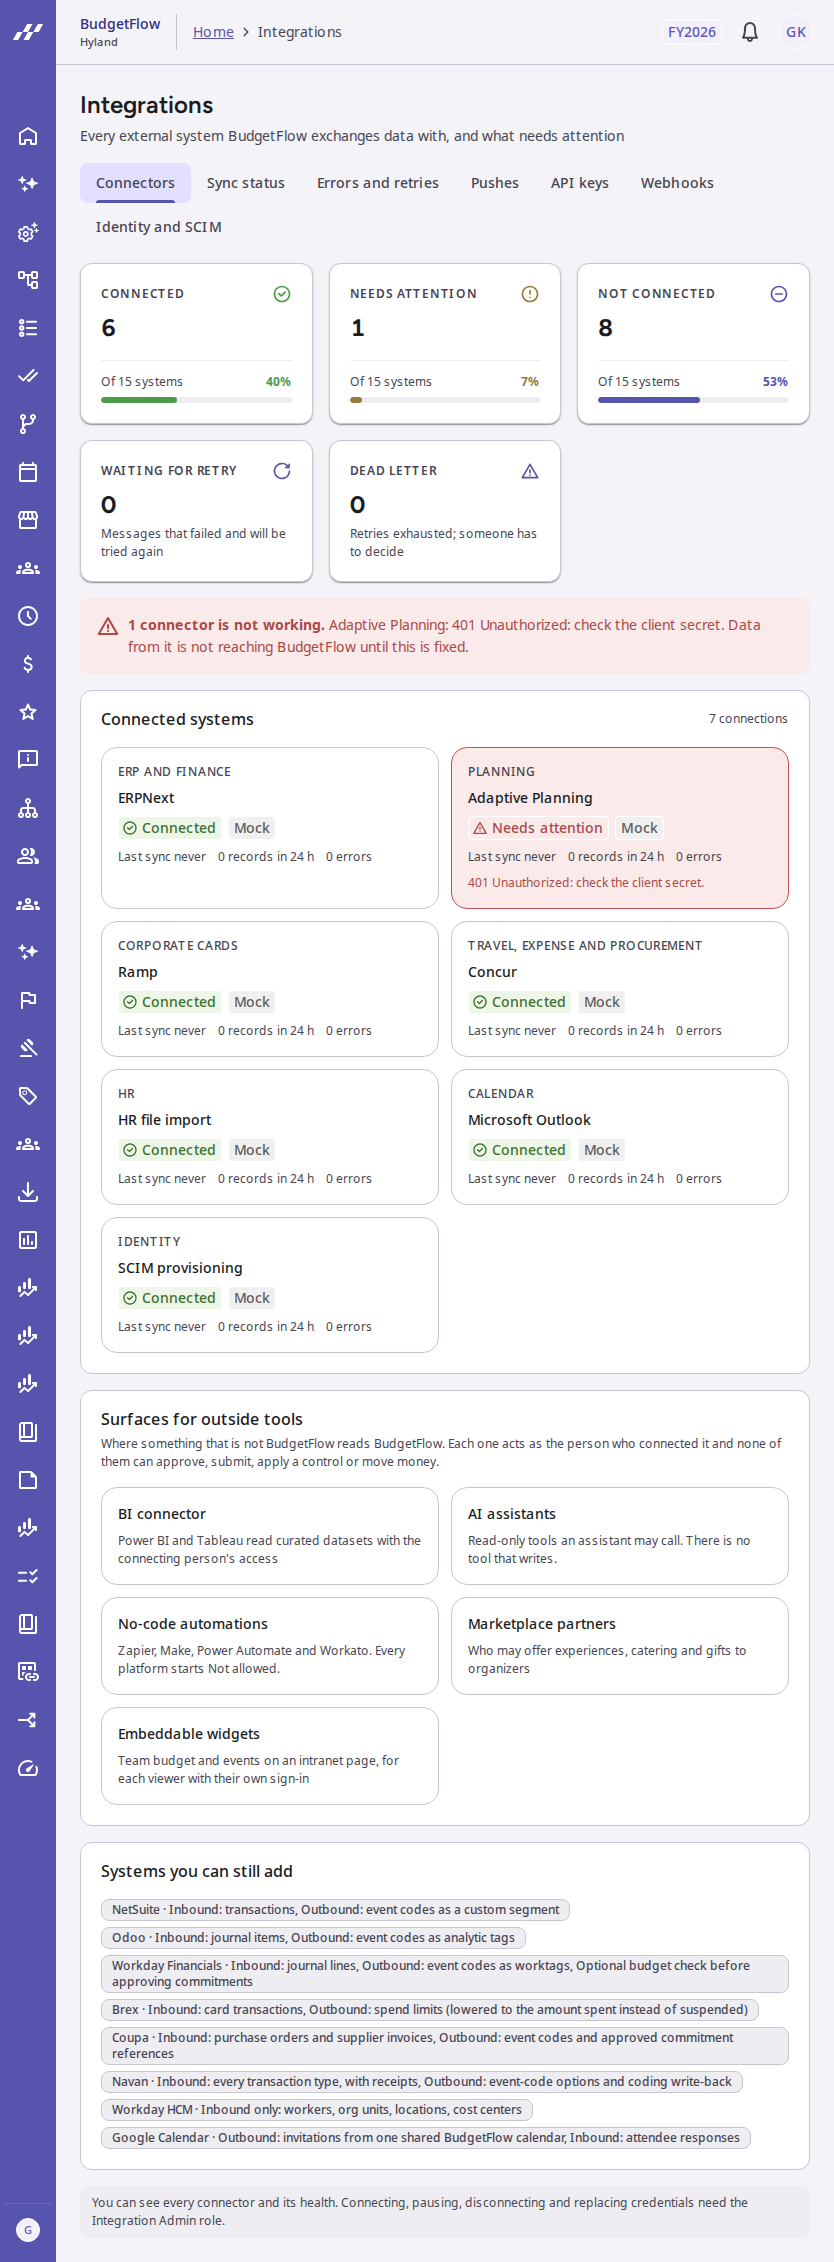 BudgetFlow
Hyland
Home > Integrations
FY2026
GK
Integrations
Every external system BudgetFlow exchanges data with, and what needs attention
Connectors
Sync status
Errors and retries
Pushes
API keys
Webhooks
Identity and SCIM
CONNECTED
6
Of 15 systems 40%
NEEDS ATTENTION
1
Of 15 systems 7%
NOT CONNECTED
8
Of 15 systems 53%
WAITING FOR RETRY
0
Messages that failed and will be
tried again
DEAD LETTER
0
Retries exhausted; someone has
to decide
1 connector is not working. Adaptive Planning: 401 Unauthorized: check the client secret. Data
from it is not reaching BudgetFlow until this is fixed.
Connected systems
7 connections
ERP AND FINANCE
ERPNext
Connected Mock
Last sync never 0 records in 24 h 0 errors
PLANNING
Adaptive Planning
Needs attention Mock
Last sync never 0 records in 24 h 0 errors
401 Unauthorized: check the client secret.
CORPORATE CARDS
Ramp
Connected Mock
Last sync never 0 records in 24 h 0 errors
TRAVEL, EXPENSE AND PROCUREMENT
Concur
Connected Mock
Last sync never 0 records in 24 h 0 errors
HR
HR file import
Connected Mock
Last sync never 0 records in 24 h 0 errors
CALENDAR
Microsoft Outlook
Connected Mock
Last sync never 0 records in 24 h 0 errors
IDENTITY
SCIM provisioning
Connected Mock
Last sync never 0 records in 24 h 0 errors
Surfaces for outside tools
Where something that is not BudgetFlow reads BudgetFlow. Each one acts as the person who connected it and none of
them can approve, submit, apply a control or move money.
BI connector
Power BI and Tableau read curated datasets with the
connecting person's access
AI assistants
Read-only tools an assistant may call. There is no
tool that writes.
No-code automations
Zapier, Make, Power Automate and Workato. Every
platform starts Not allowed.
Marketplace partners
Who may offer experiences, catering and gifts to
organizers
Embeddable widgets
Team budget and events on an intranet page, for
each viewer with their own sign-in
Systems you can still add
NetSuite · Inbound: transactions, Outbound: event codes as a custom segment
Odoo · Inbound: journal items, Outbound: event codes as analytic tags
Workday Financials · Inbound: journal lines, Outbound: event codes as worktags, Optional budget check before
approving commitments
Brex · Inbound: card transactions, Outbound: spend limits (lowered to the amount spent instead of suspended)
Coupa · Inbound: purchase orders and supplier invoices, Outbound: event codes and approved commitment
references
Navan · Inbound: every transaction type, with receipts, Outbound: event-code options and coding write-back
Workday HCM · Inbound only: workers, org units, locations, cost centers
Google Calendar · Outbound: invitations from one shared BudgetFlow calendar, Inbound: attendee responses
You can see every connector and its health. Connecting, pausing, disconnecting and replacing credentials need the
Integration Admin role.
G